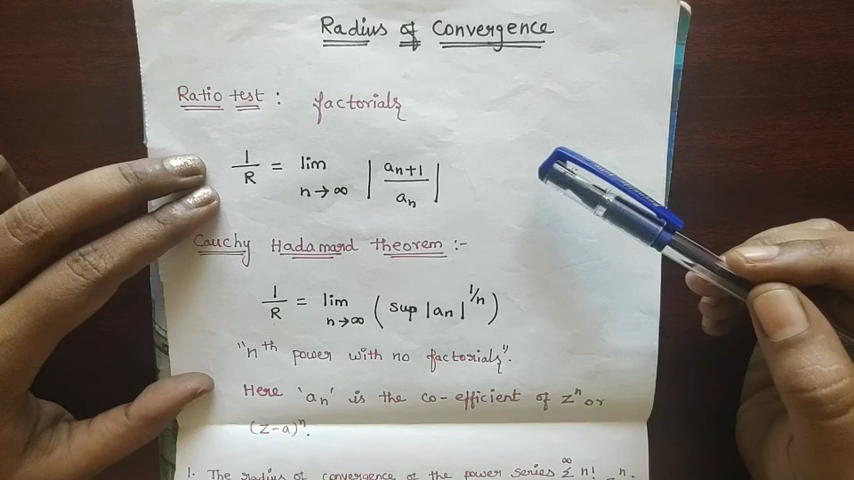 Radius of Convergence
Ratio test : factorials
1/R = lim n→∞ | an+1 / an |
Cauchy Hadamard theorem :-
1/R = lim n→∞ ( sup |an|^1/n )
"nth power with no factorials".
Here 'an' is the co-efficient of z^n or
(z-a)^n.
1. The radius of convergence of the power series ∞ Σ n!